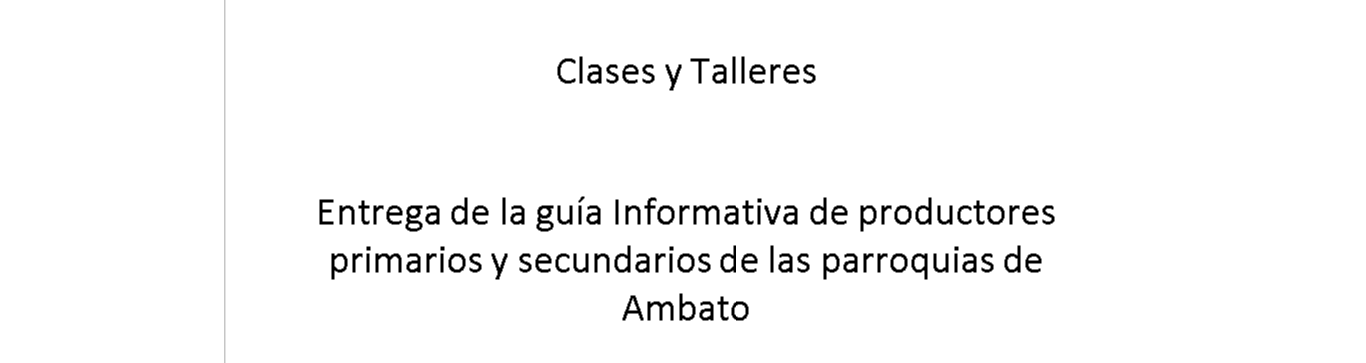 Clases y Talleres
Entrega de la guía Informativa de productores
primarios y secundarios de las parroquias de
Ambato